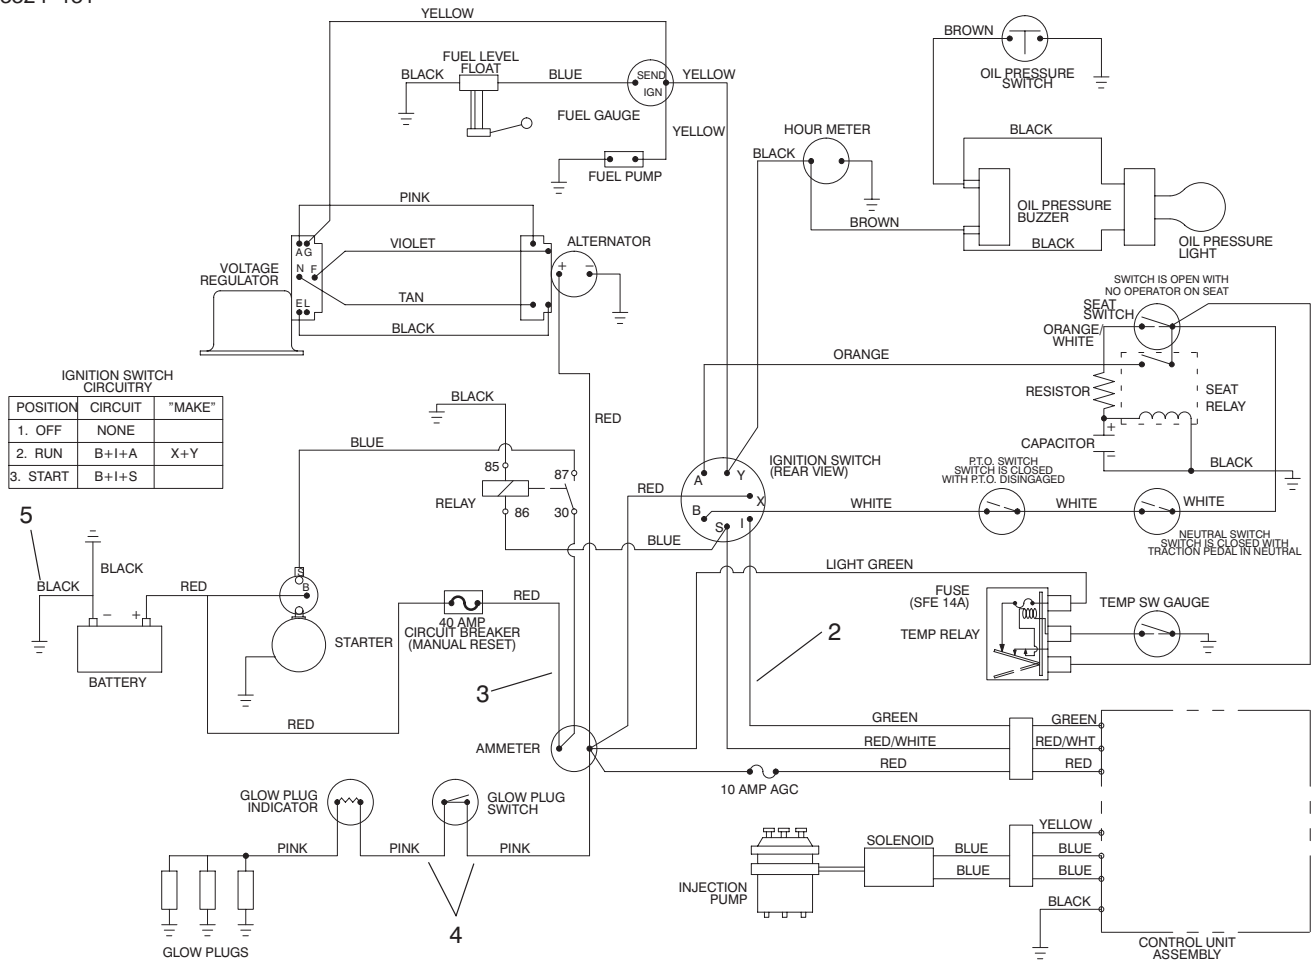 YELLOW
FUEL LEVEL
FLOAT
BLACK
BLUE
SEND
IGN
YELLOW
FUEL GAUGE
YELLOW
FUEL PUMP
BROWN
OIL PRESSURE
SWITCH
HOUR METER
BLACK
BLACK
BROWN
OIL PRESSURE
BUZZER
BLACK
OIL PRESSURE
LIGHT
PINK
ALTERNATOR
VIOLET
A G
N F
E L
VOLTAGE
REGULATOR
+ −
TAN
BLACK
SWITCH IS OPEN WITH
NO OPERATOR ON SEAT
SEAT
SWITCH
ORANGE/
WHITE
ORANGE
RESISTOR
SEAT
RELAY
CAPACITOR
+
−
BLACK
IGNITION SWITCH
CIRCUITRY
POSITION CIRCUIT "MAKE"
1. OFF NONE
2. RUN B+I+A X+Y
3. START B+I+S
BLACK
RED
BLUE
85
87
RELAY
86
30
IGNITION SWITCH
(REAR VIEW)
A
Y
X
B
S
I
RED
BLUE
P.T.O. SWITCH
SWITCH IS CLOSED
WITH P.T.O. DISINGAGED
WHITE
WHITE
WHITE
NEUTRAL SWITCH
SWITCH IS CLOSED WITH
TRACTION PEDAL IN NEUTRAL
5
BLACK
BLACK
RED
− +
BATTERY
S
B
STARTER
RED
40 AMP
CIRCUIT BREAKER
(MANUAL RESET)
RED
LIGHT GREEN
FUSE
(SFE 14A)
TEMP RELAY
TEMP SW GAUGE
2
3
AMMETER
GREEN
GREEN
RED/WHITE
RED/WHT
RED
RED
10 AMP AGC
GLOW PLUG
INDICATOR
GLOW PLUG
SWITCH
PINK
PINK
PINK
4
GLOW PLUGS
INJECTION
PUMP
SOLENOID
YELLOW
BLUE
BLUE
BLUE
BLUE
BLACK
CONTROL UNIT
ASSEMBLY